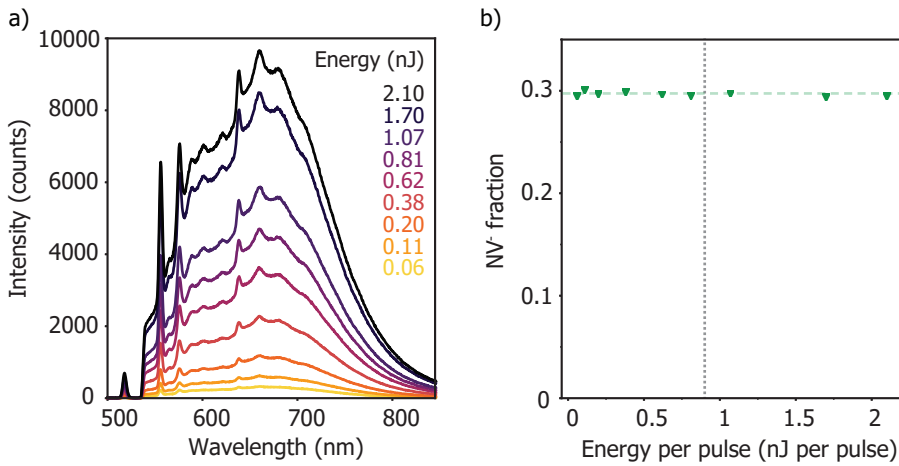 a)
10000
8000
6000
4000
2000
0
Intensity (counts)
Energy (nJ)
2.10
1.70
1.07
0.81
0.62
0.38
0.20
0.11
0.06
500 600 700 800
Wavelength (nm)
b)
0.3
0.2
0.1
0
NV⁻ fraction
0 0.5 1 1.5 2
Energy per pulse (nJ per pulse)